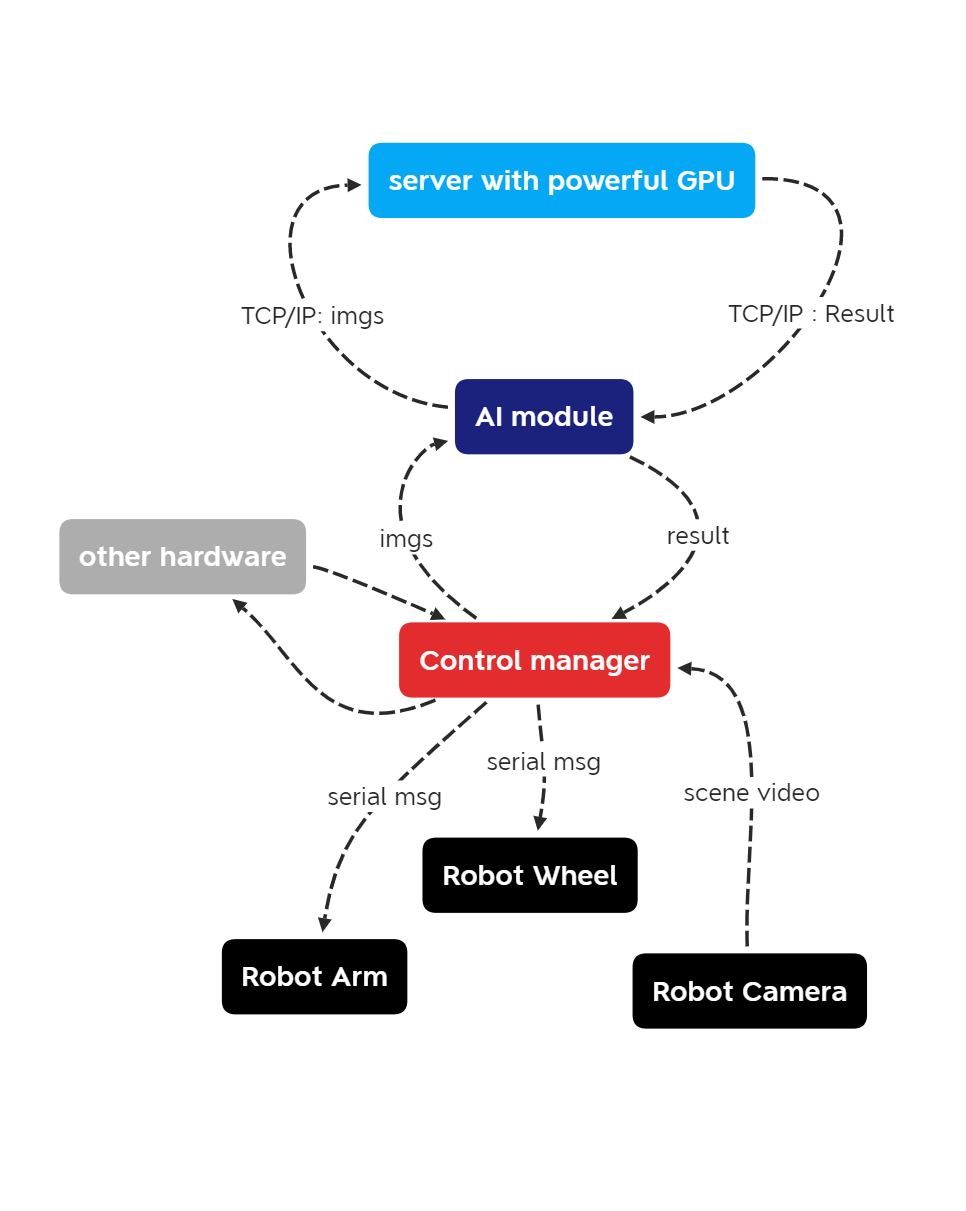 server with powerful GPU
TCP/IP: imgs
TCP/IP : Result
AI module
imgs
result
other hardware
Control manager
serial msg
serial msg
scene video
Robot Wheel
Robot Arm
Robot Camera